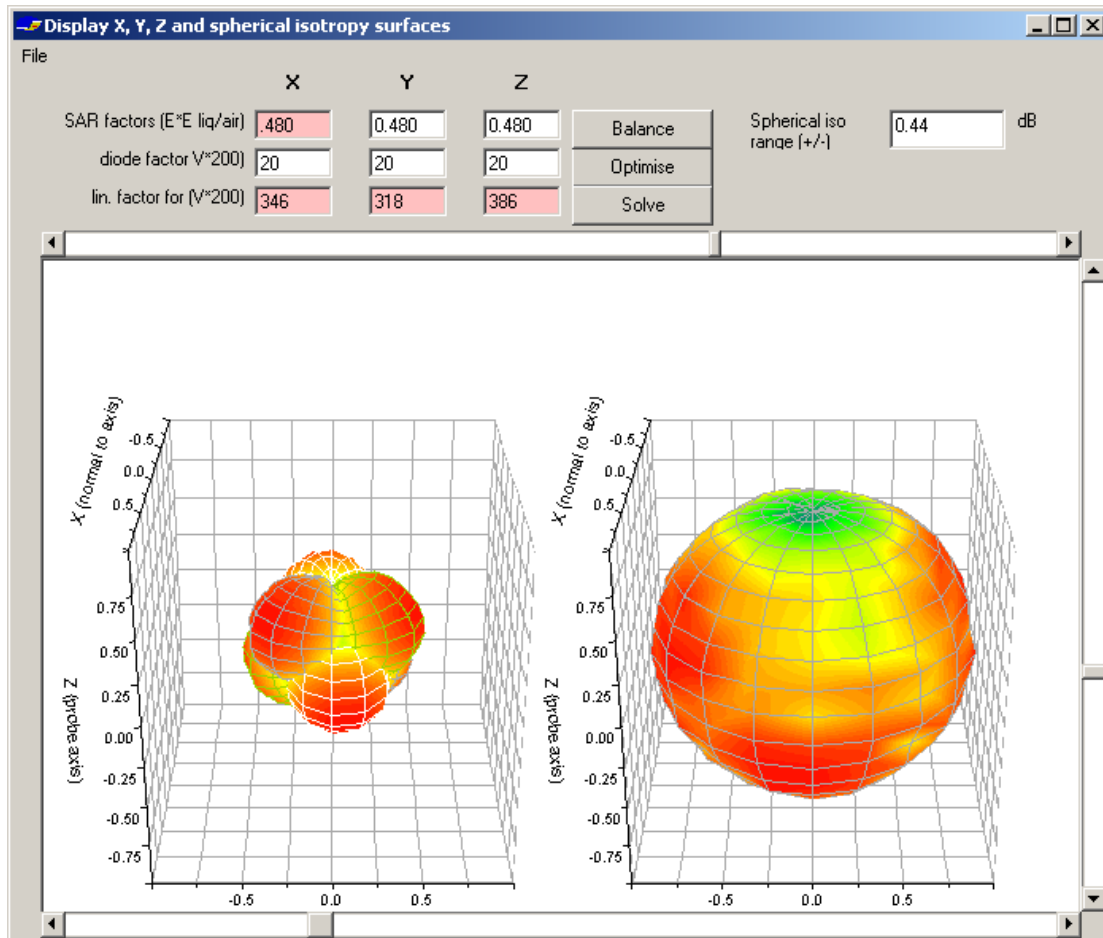 Display X, Y, Z and spherical isotropy surfaces
File
X Y Z
SAR factors (E*E liq/air) .480 0.480 0.480 Balance Spherical iso range (+/-) 0.44 dB
diode factor V*200) 20 20 20 Optimise
lin. factor for (V*200) 346 318 386 Solve
X (normal to axis)
-0.5
0.0
0.5
0.75
0.50
0.25
0.00
-0.25
-0.50
-0.75
Z (probe axis)
-0.5 0.0 0.5
X (normal to axis)
-0.5
0.0
0.5
0.75
0.50
0.25
0.00
-0.25
-0.50
-0.75
Z (probe axis)
-0.5 0.0 0.5